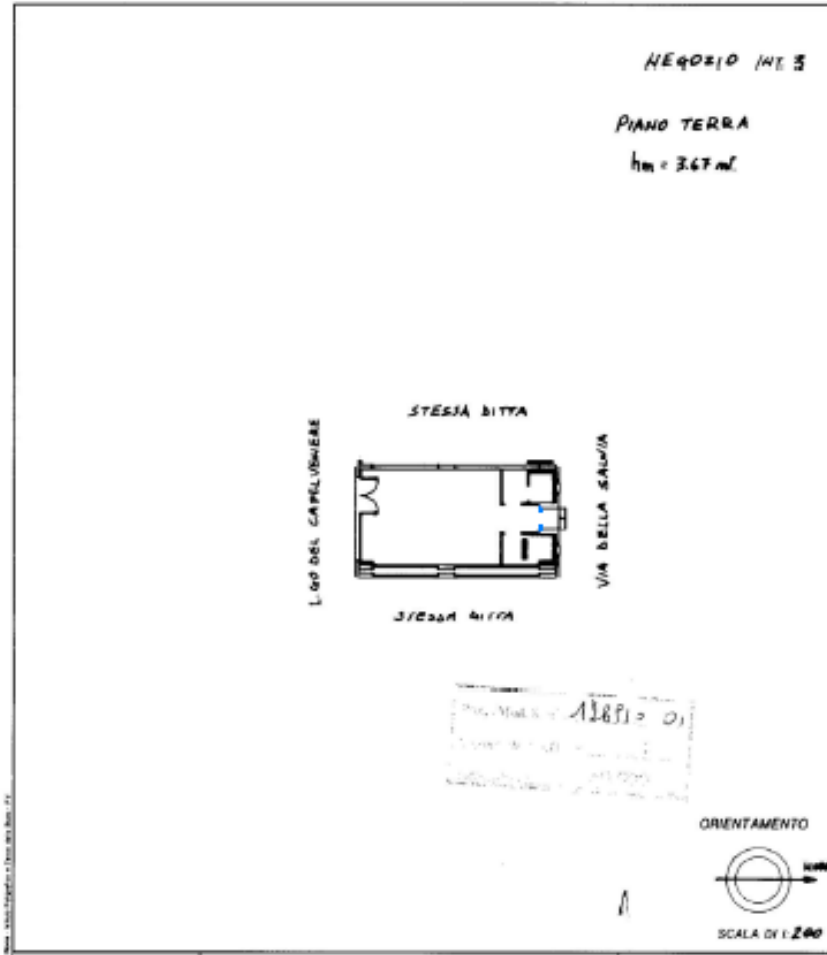 NEGOZIO INT. 3
PIANO TERRA
hm = 3.67 ml.
STESSA DITTA
L.GO DEL CAPELVENERE
VIA DELLA SALVIA
STESSA DITTA
ORIENTAMENTO
SCALA DI 1: 200